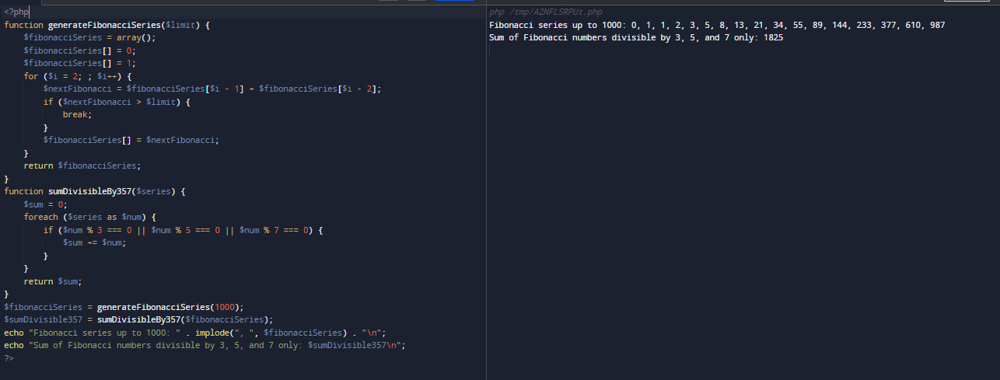 <?php
function generateFibonacciSeries($limit) {
    $fibonacciSeries = array();
    $fibonacciSeries[] = 0;
    $fibonacciSeries[] = 1;
    for ($i = 2; ; $i++) {
        $nextFibonacci = $fibonacciSeries[$i - 1] + $fibonacciSeries[$i - 2];
        if ($nextFibonacci > $limit) {
            break;
        }
        $fibonacciSeries[] = $nextFibonacci;
    }
    return $fibonacciSeries;
}
function sumDivisibleBy357($series) {
    $sum = 0;
    foreach ($series as $num) {
        if ($num % 3 === 0 || $num % 5 === 0 || $num % 7 === 0) {
            $sum += $num;
        }
    }
    return $sum;
}
$fibonacciSeries = generateFibonacciSeries(1000);
$sumDivisible357 = sumDivisibleBy357($fibonacciSeries);
echo "Fibonacci series up to 1000: " . implode(", ", $fibonacciSeries) . "\n";
echo "Sum of Fibonacci numbers divisible by 3, 5, and 7 only: $sumDivisible357\n";
?>
php /tmp/A2NFLSRPUt.php
Fibonacci series up to 1000: 0, 1, 1, 2, 3, 5, 8, 13, 21, 34, 55, 89, 144, 233, 377, 610, 987
Sum of Fibonacci numbers divisible by 3, 5, and 7 only: 1825